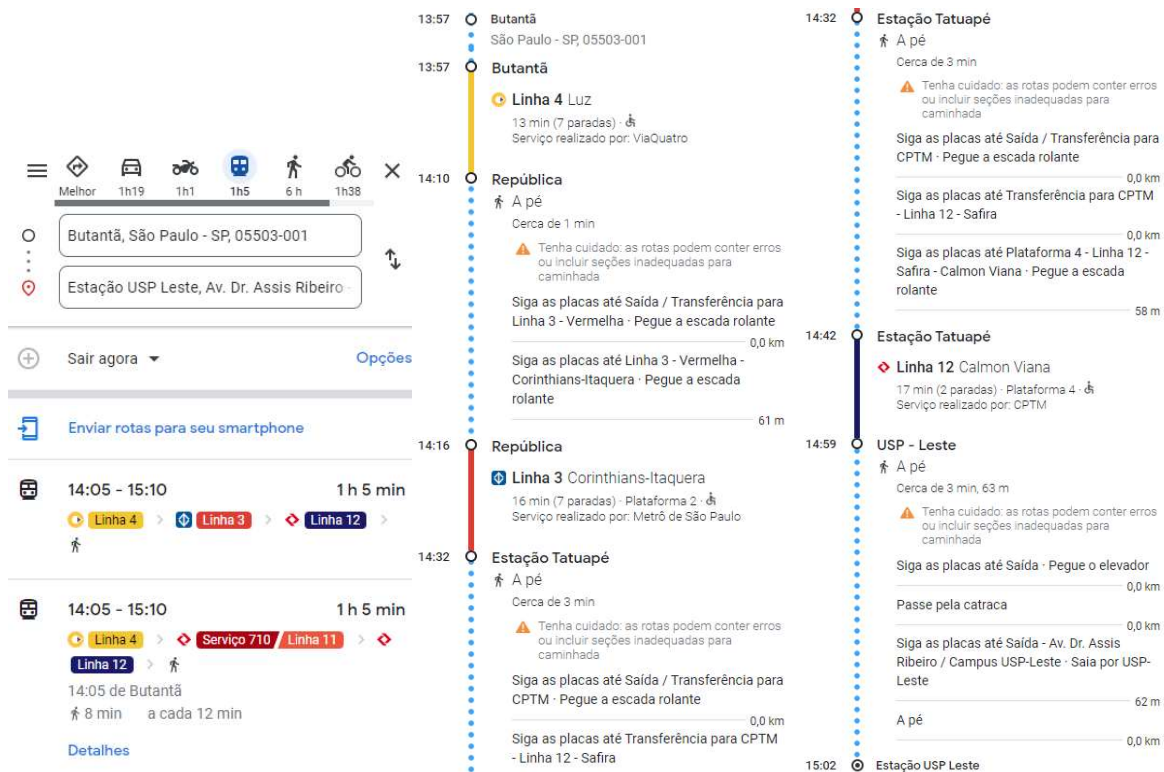 Melhor 1h19 1h1 1h5 6 h 1h38
Butantã, São Paulo - SP, 05503-001
Estação USP Leste, Av. Dr. Assis Ribeiro -
Sair agora
Opções
Enviar rotas para seu smartphone
14:05 - 15:10 1 h 5 min
Linha 4 > Linha 3 > Linha 12 >
14:05 - 15:10 1 h 5 min
Linha 4 > Serviço 710 / Linha 11 >
Linha 12 >
14:05 de Butantã
8 min a cada 12 min
Detalhes
13:57 Butantã
São Paulo - SP, 05503-001
13:57 Butantã
Linha 4 Luz
13 min (7 paradas) ·
Serviço realizado por: ViaQuatro
14:10 República
A pé
Cerca de 1 min
Tenha cuidado: as rotas podem conter erros
ou incluir seções inadequadas para
caminhada
Siga as placas até Saída / Transferência para
Linha 3 - Vermelha · Pegue a escada rolante
0,0 km
Siga as placas até Linha 3 - Vermelha -
Corinthians-Itaquera · Pegue a escada
rolante
61 m
14:16 República
Linha 3 Corinthians-Itaquera
16 min (7 paradas) · Plataforma 2 ·
Serviço realizado por: Metrô de São Paulo
14:32 Estação Tatuapé
A pé
Cerca de 3 min
Tenha cuidado: as rotas podem conter erros
ou incluir seções inadequadas para
caminhada
Siga as placas até Saída / Transferência para
CPTM · Pegue a escada rolante
0,0 km
Siga as placas até Transferência para CPTM
- Linha 12 - Safira
14:32 Estação Tatuapé
A pé
Cerca de 3 min
Tenha cuidado: as rotas podem conter erros
ou incluir seções inadequadas para
caminhada
Siga as placas até Saída / Transferência para
CPTM · Pegue a escada rolante
0,0 km
Siga as placas até Transferência para CPTM
- Linha 12 - Safira
0,0 km
Siga as placas até Plataforma 4 - Linha 12 -
Safira - Calmon Viana · Pegue a escada
rolante
58 m
14:42 Estação Tatuapé
Linha 12 Calmon Viana
17 min (2 paradas) · Plataforma 4 ·
Serviço realizado por: CPTM
14:59 USP - Leste
A pé
Cerca de 3 min, 63 m
Tenha cuidado: as rotas podem conter erros
ou incluir seções inadequadas para
caminhada
Siga as placas até Saída · Pegue o elevador
0,0 km
Passe pela catraca
0,0 km
Siga as placas até Saída - Av. Dr. Assis
Ribeiro / Campus USP-Leste · Saia por USP-
Leste
62 m
A pé
0,0 km
15:02 Estação USP Leste